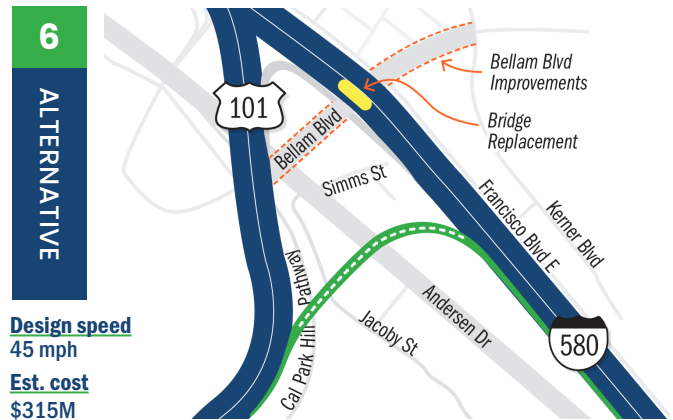 6
ALTERNATIVE
Design speed
45 mph
Est. cost
$315M
101
580
Bellam Blvd
Improvements
Bridge
Replacement
Bellam Blvd
Simms St
Francisco Blvd E
Kerner Blvd
Andersen Dr
Jacoby St
Cal Park Hill Pathway